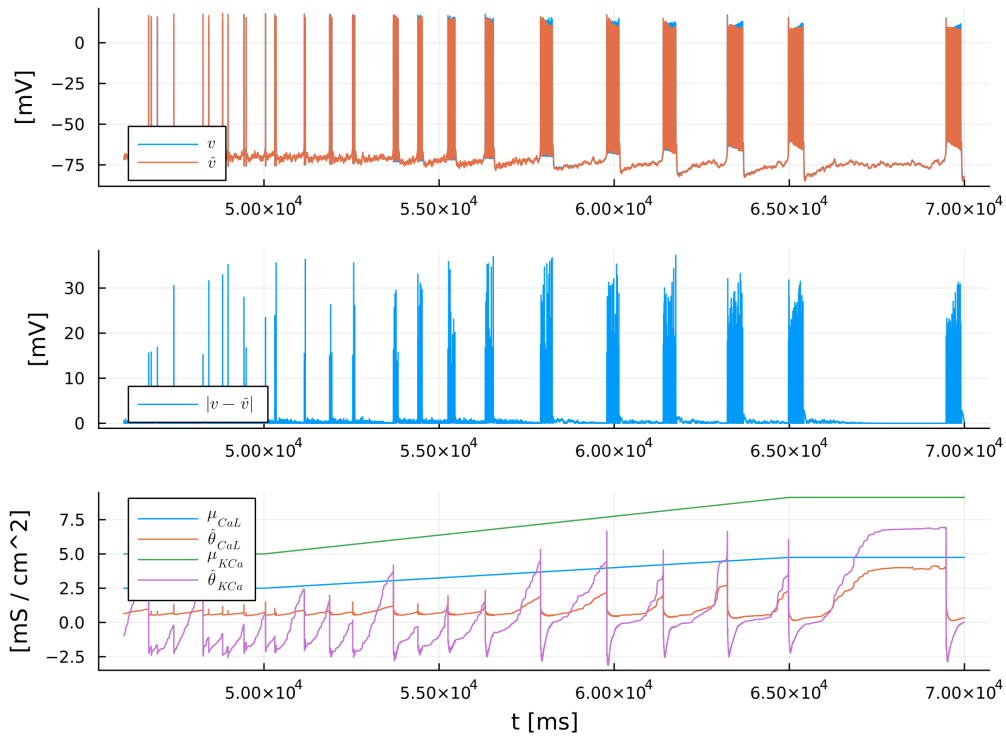 0
−25
−50
−75
[mV]
v
v̂
5.00×10⁴ 5.50×10⁴ 6.00×10⁴ 6.50×10⁴ 7.00×10⁴
30
20
10
0
[mV]
|v − v̂|
5.00×10⁴ 5.50×10⁴ 6.00×10⁴ 6.50×10⁴ 7.00×10⁴
7.5
5.0
2.5
0.0
−2.5
[mS / cm^2]
μ_CaL
θ̂_CaL
μ_KCa
θ̂_KCa
5.00×10⁴ 5.50×10⁴ 6.00×10⁴ 6.50×10⁴ 7.00×10⁴
t [ms]